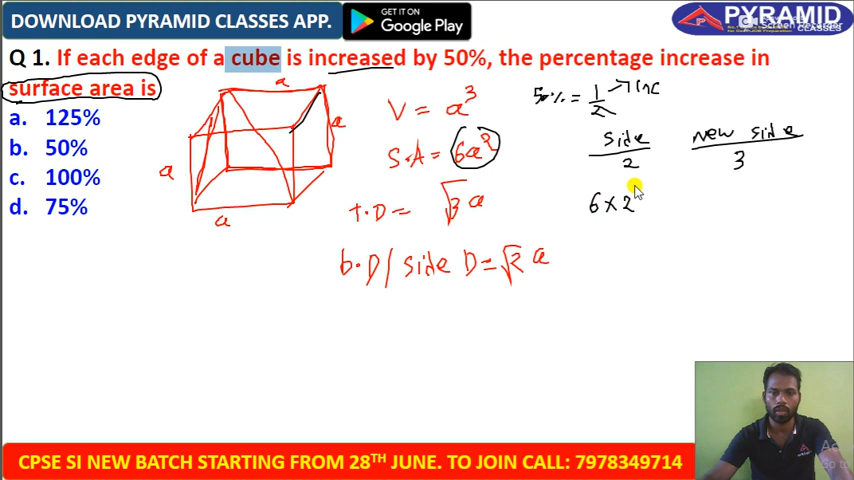 DOWNLOAD PYRAMID CLASSES APP.
GET IT ON
Google Play
PYRAMID
CLASSES
Q 1. If each edge of a cube is increased by 50%, the percentage increase in
surface area is
a. 125%
b. 50%
c. 100%
d. 75%
a
a
a
a
V = a³
S.A = 6a²
T.D = √3 a
b.D/ side D = √2 a
50% = 1/2 → inc
side new side
2 3
6 × 2
CPSE SI NEW BATCH STARTING FROM 28TH JUNE. TO JOIN CALL: 7978349714